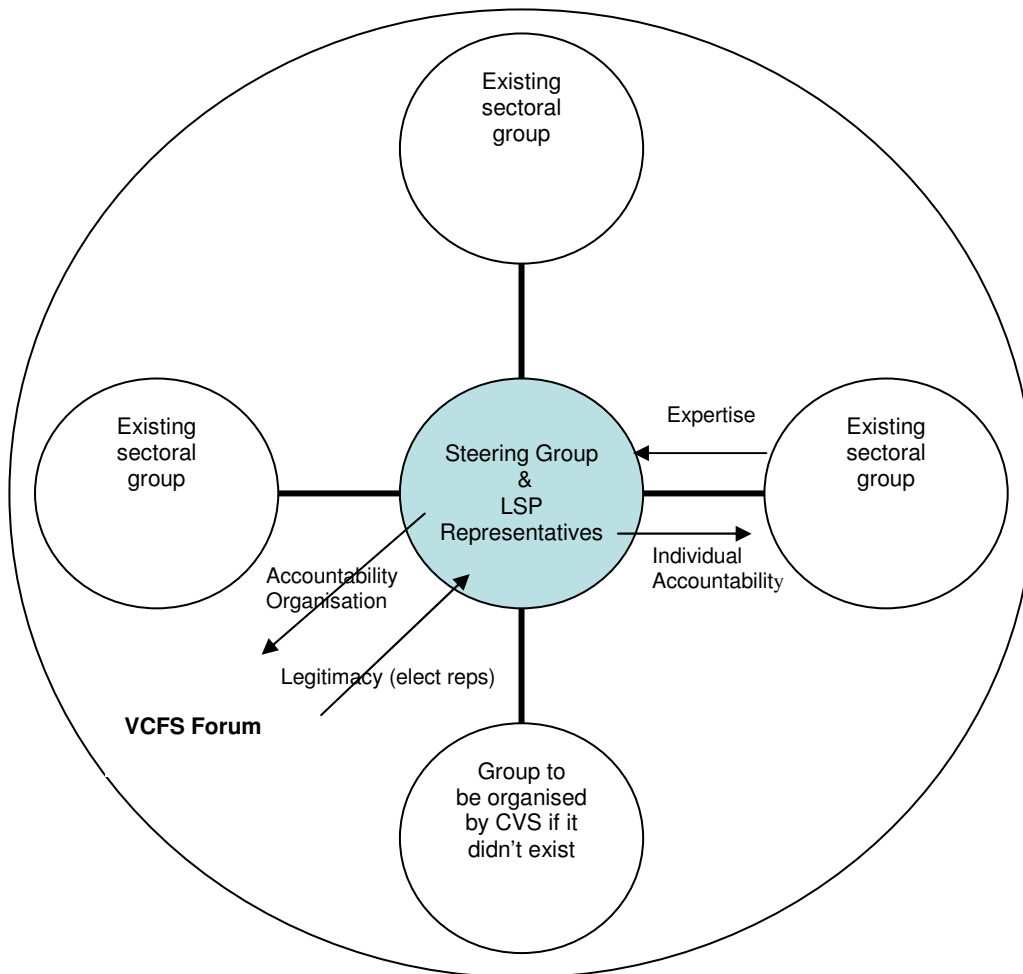 Existing
sectoral
group
Existing
sectoral
group
Steering Group
&
LSP
Representatives
Expertise
Existing
sectoral
group
Individual
Accountability
Accountability
Organisation
Legitimacy (elect reps)
VCFS Forum
Group to
be organised
by CVS if it
didn't exist